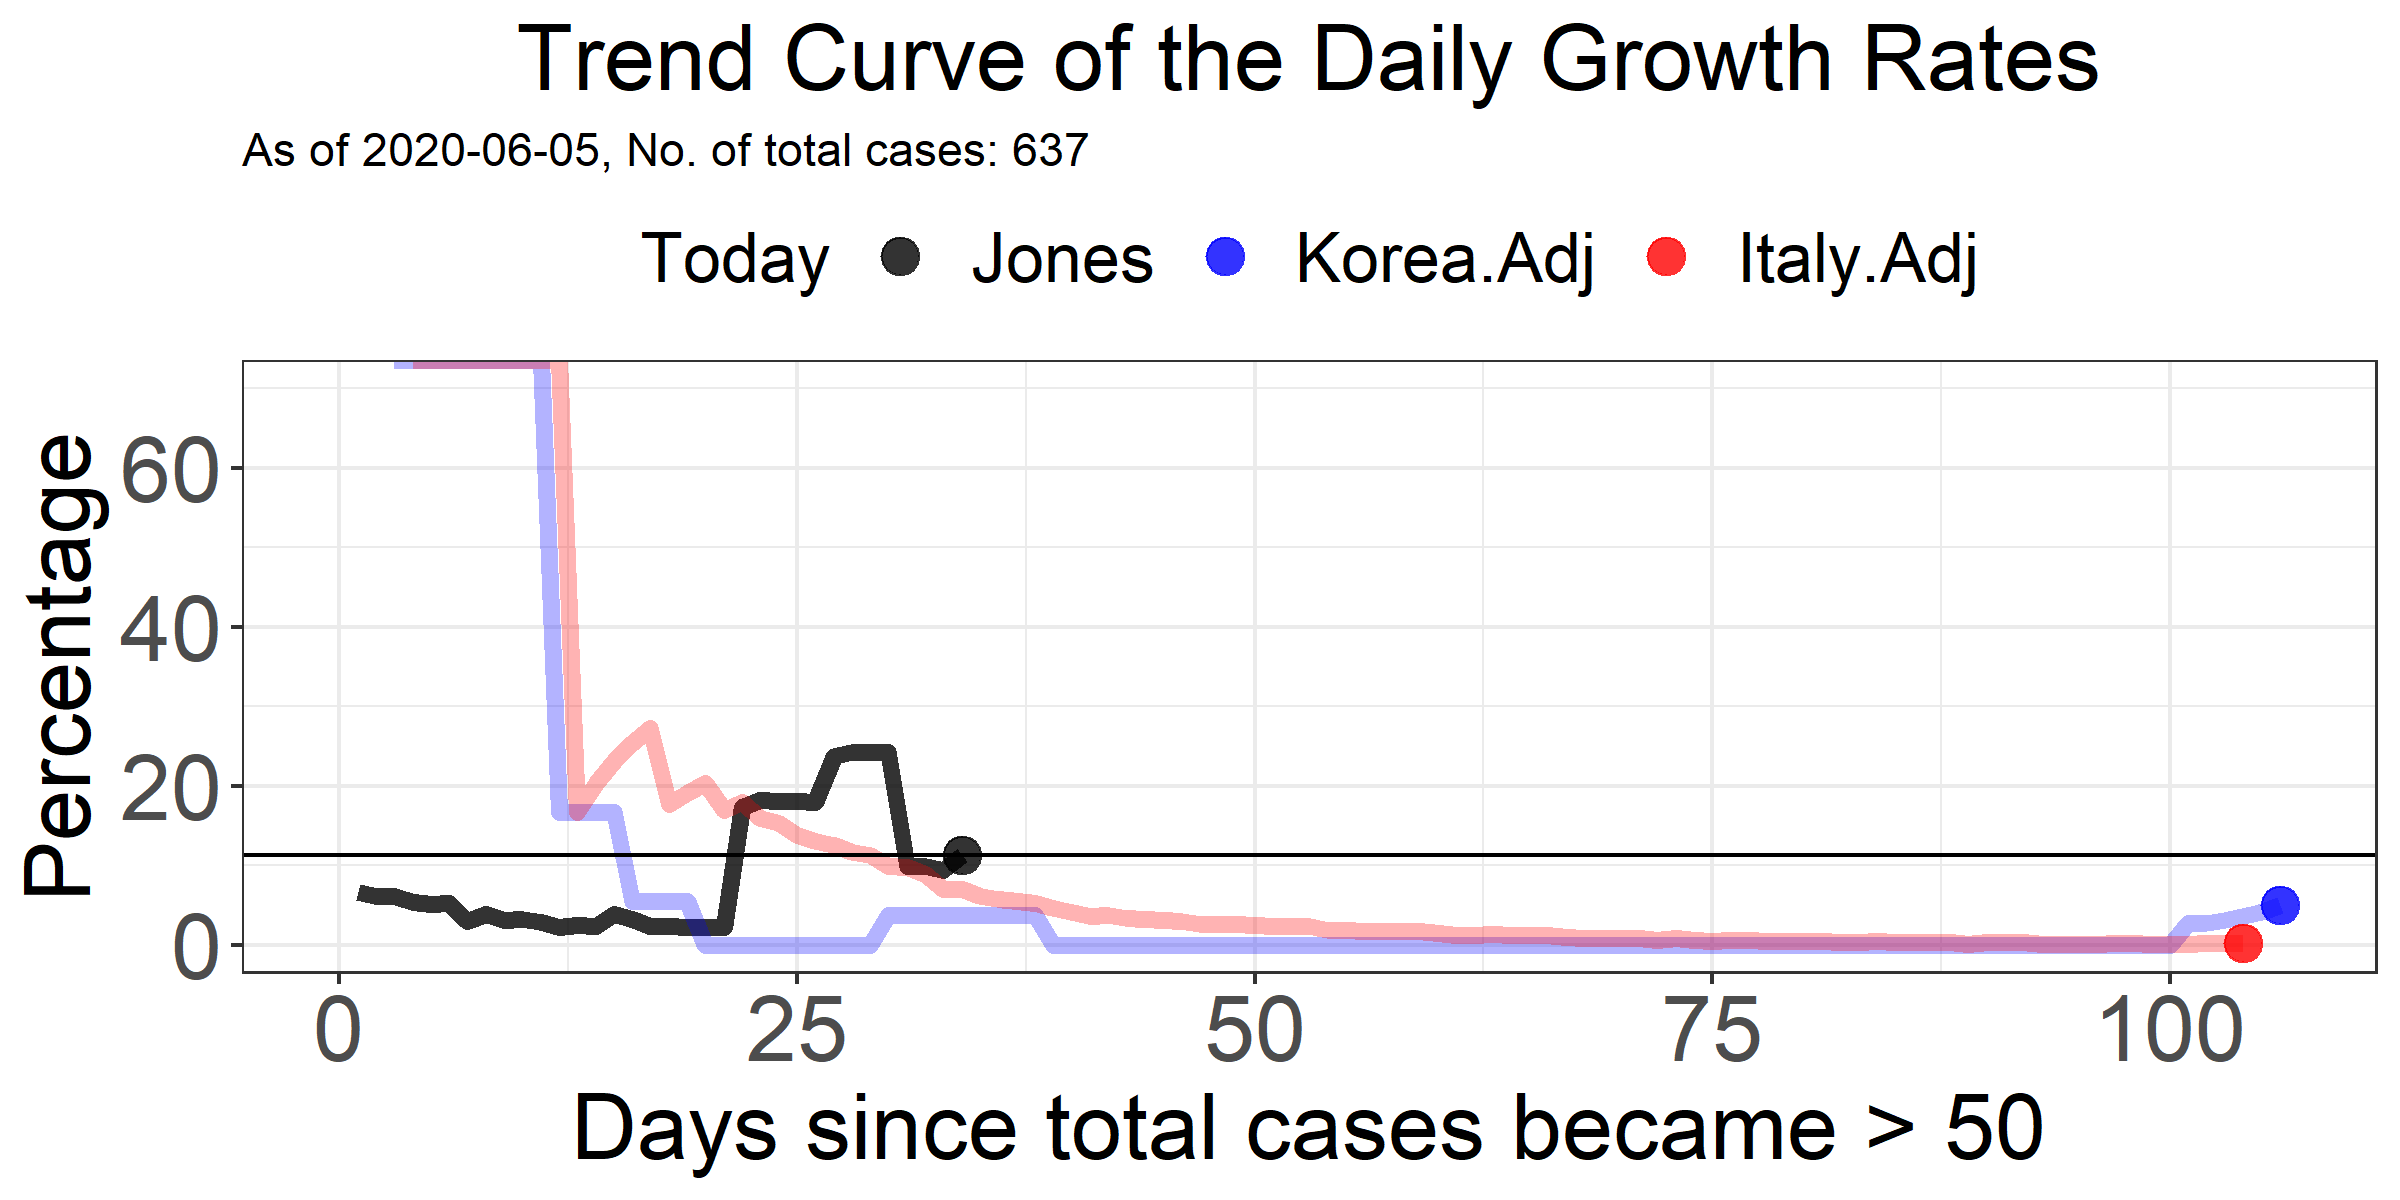 Trend Curve of the Daily Growth Rates
As of 2020-06-05, No. of total cases: 637
Today Jones Korea.Adj Italy.Adj
Percentage
60
40
20
0
0 25 50 75 100
Days since total cases became > 50